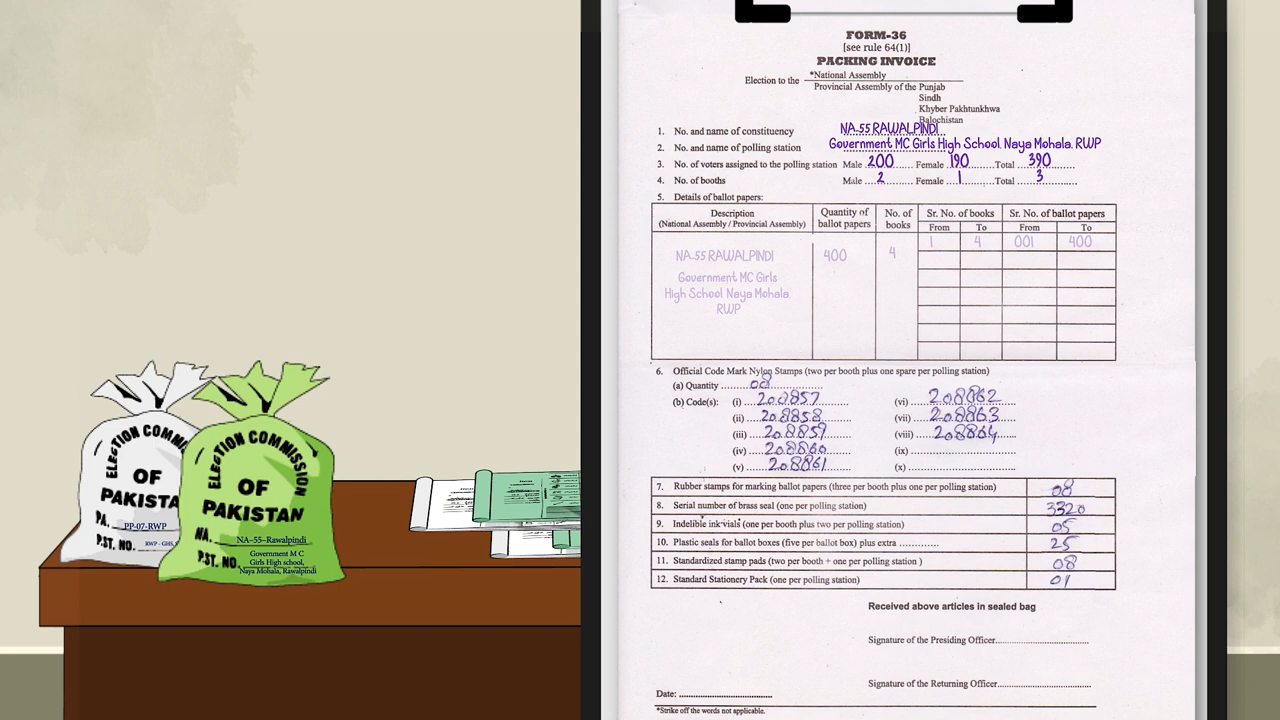 ELECTION COMMI
OF
PAKISTA
PA. PP-07-RWP
P.ST. NO. RWP - GHS,
ELECTION COMMISSION
OF
PAKISTAN
NA. NA-55-Rawalpindi
P.ST. NO. Government M C
Girls High school,
Naya Mohala, Rawalpindi
FORM-36
[see rule 64(1)]
PACKING INVOICE
Election to the *National Assembly
Provincial Assembly of the Punjab
Sindh
Khyber Pakhtunkhwa
Balochistan
1. No. and name of constituency NA-55 RAWALPINDI
2. No. and name of polling station Government MC Girls High School Naya Mohala RWP
3. No. of voters assigned to the polling station Male 200 Female 190 Total 390
4. No. of booths Male 2 Female 1 Total 3
5. Details of ballot papers:
Description Quantity of No. of Sr. No. of books Sr. No. of ballot papers
(National Assembly / Provincial Assembly) ballot papers books From To From To
1 4 001 400
NA-55 RAWALPINDI 400 4
Government MC Girls
High School Naya Mohala
RWP
6. Official Code Mark Nylon Stamps (two per booth plus one spare per polling station)
(a) Quantity 08
(b) Code(s): (i) 208857 (vi) 208862
(ii) 208858 (vii) 208863
(iii) 208859 (viii) 208864
(iv) 208860 (ix)
(v) 208861 (x)
7. Rubber stamps for marking ballot papers (three per booth plus one per polling station) 08
8. Serial number of brass seal (one per polling station) 3320
9. Indelible ink vials (one per booth plus two per polling station) 05
10. Plastic seals for ballot boxes (five per ballot box) plus extra ............. 25
11. Standardized stamp pads (two per booth + one per polling station ) 08
12. Standard Stationery Pack (one per polling station) 01
Received above articles in sealed bag
Signature of the Presiding Officer
Signature of the Returning Officer
Date:
*Strike off the words not applicable.